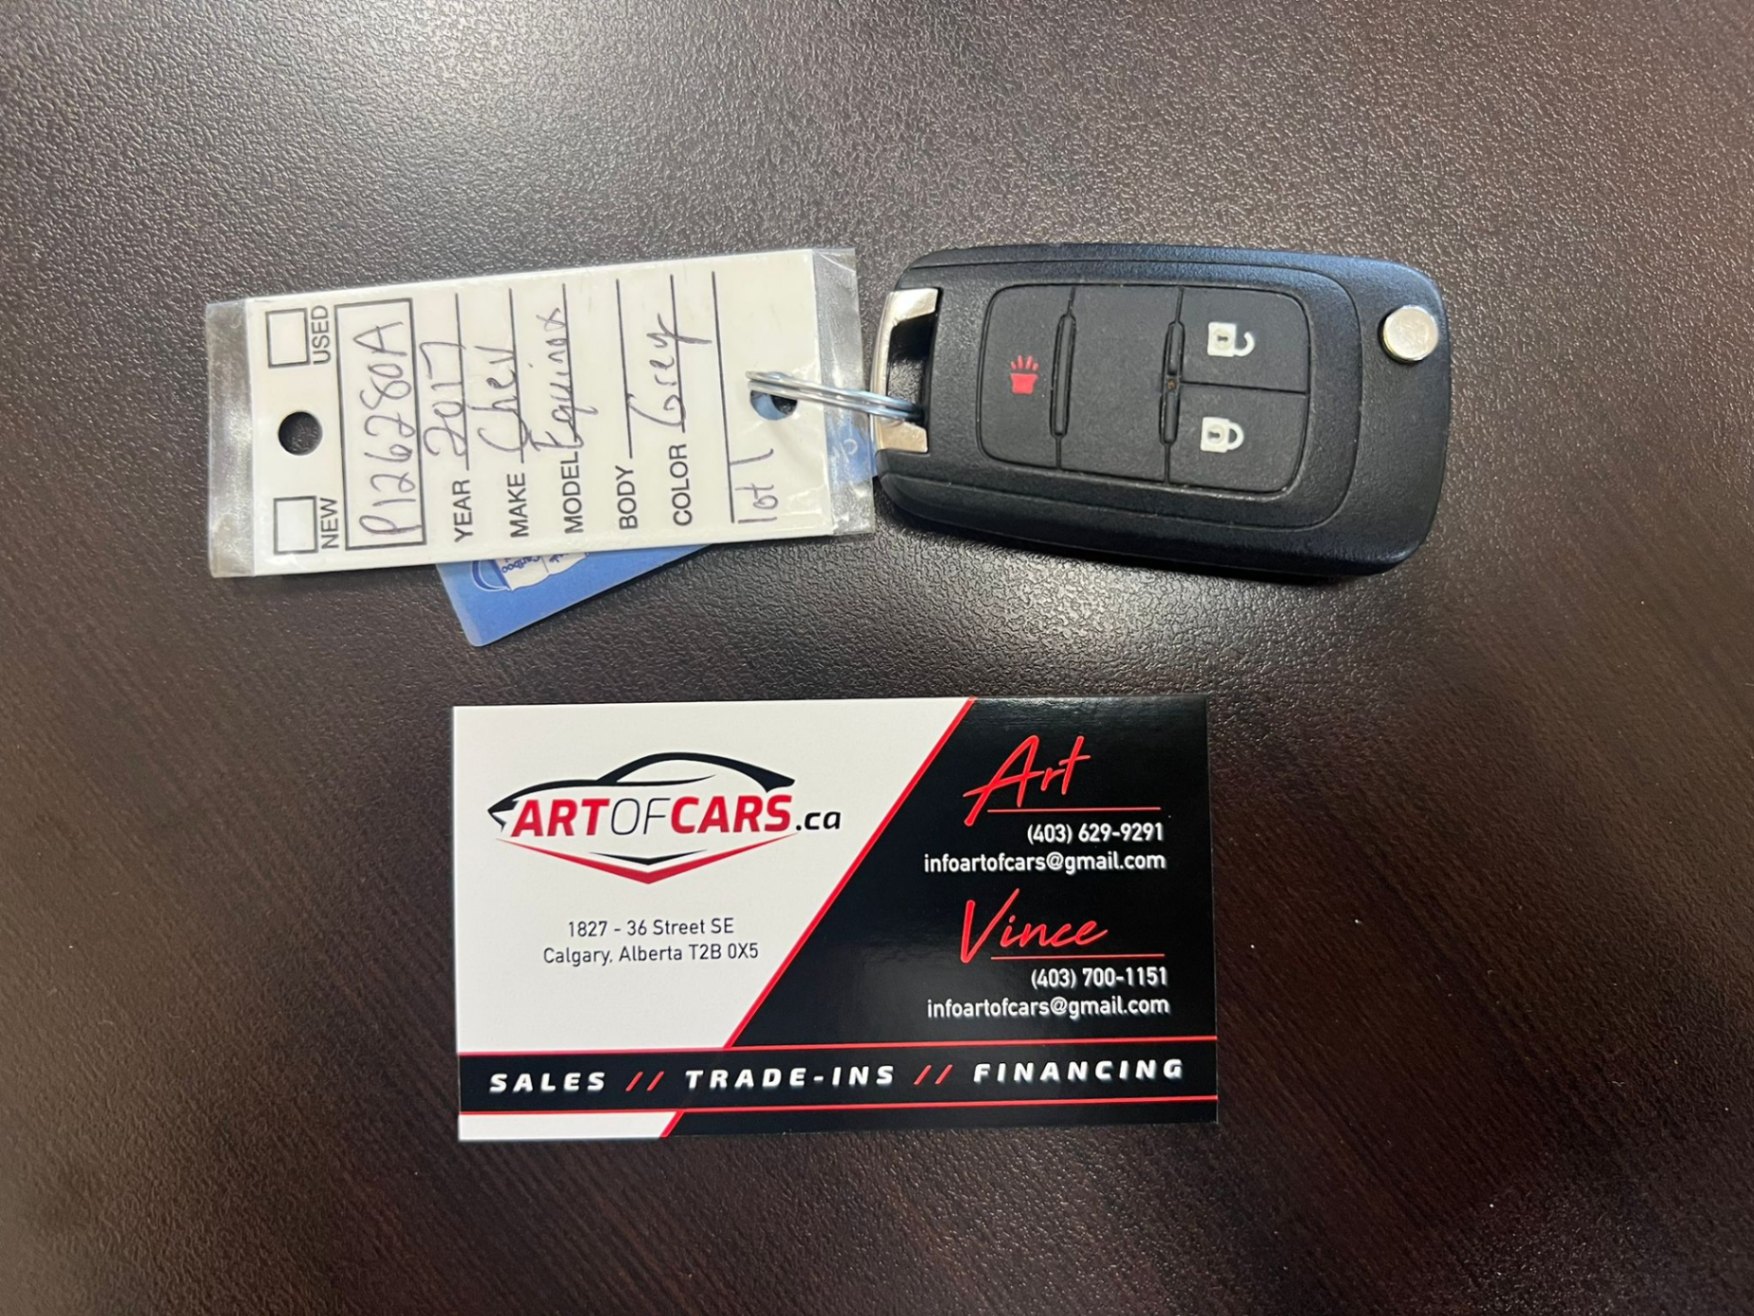 USED
NEW
P126280A
YEAR 2017
MAKE Chev
MODEL Equinox
BODY
COLOR Grey
lot 1
ARTOFCARS.ca
1827 - 36 Street SE
Calgary, Alberta T2B 0X5
Art
(403) 629-9291
infoartofcars@gmail.com
Vince
(403) 700-1151
infoartofcars@gmail.com
SALES // TRADE-INS // FINANCING